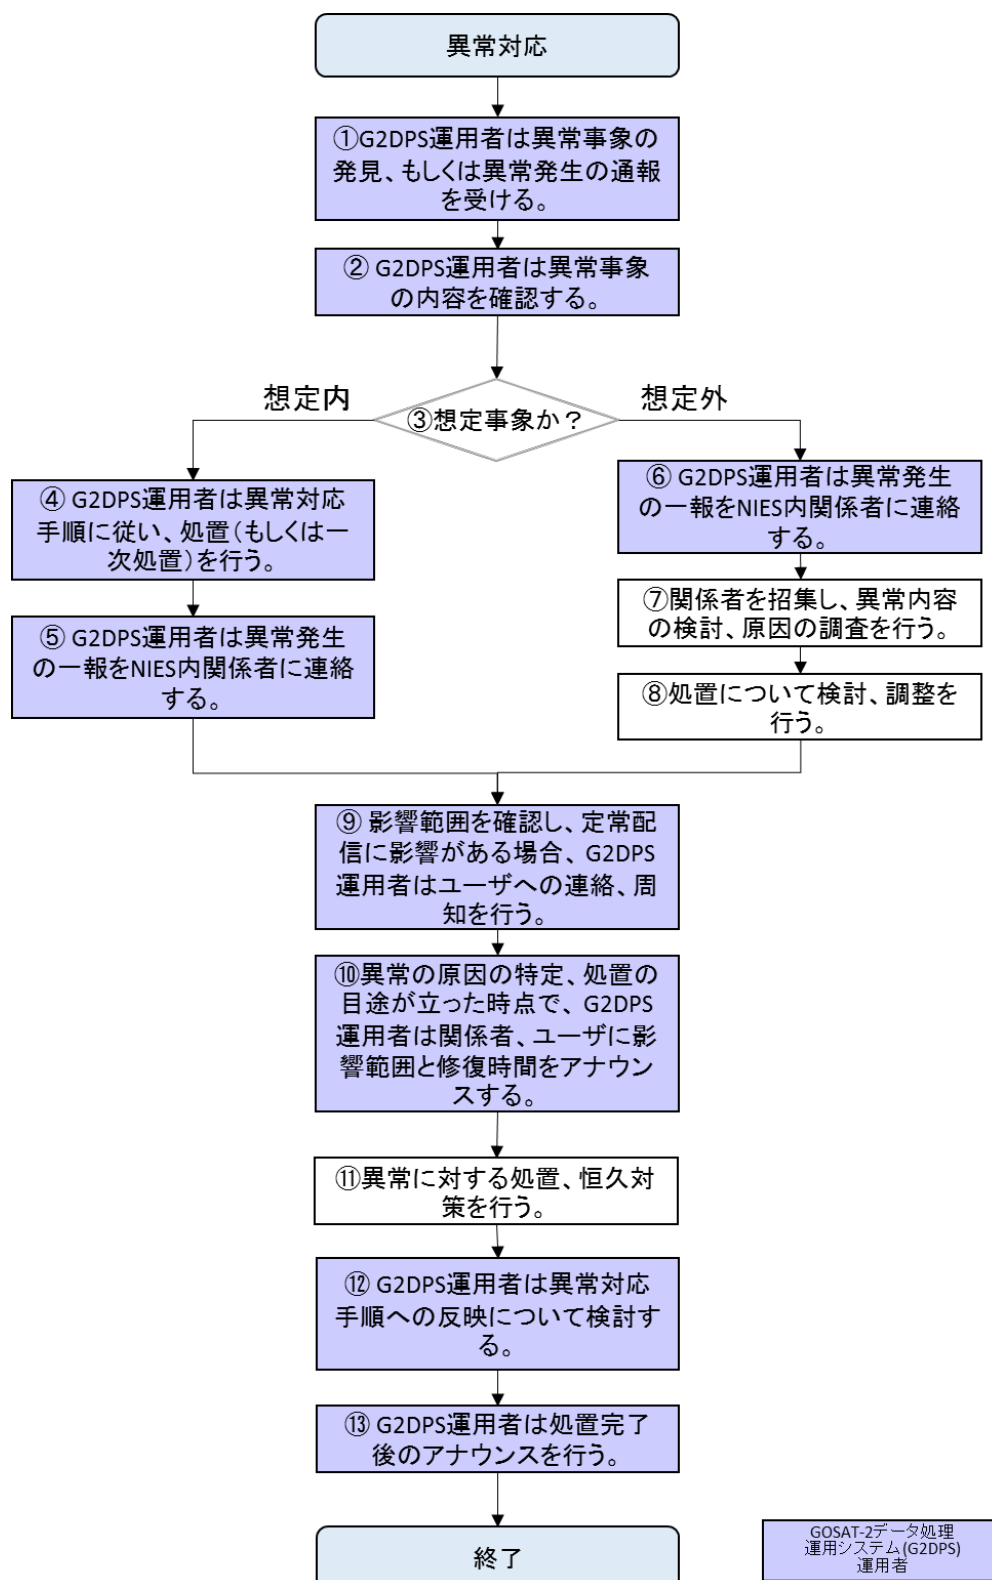 異常対応
①G2DPS運用者は異常事象の
発見、もしくは異常発生の通報
を受ける。
② G2DPS運用者は異常事象
の内容を確認する。
想定内
③想定事象か？
想定外
④ G2DPS運用者は異常対応
手順に従い、処置（もしくは一
次処置）を行う。
⑤ G2DPS運用者は異常発生
の一報をNIES内関係者に連絡
する。
⑥ G2DPS運用者は異常発生
の一報をNIES内関係者に連絡
する。
⑦関係者を招集し、異常内容
の検討、原因の調査を行う。
⑧処置について検討、調整を
行う。
⑨ 影響範囲を確認し、定常配
信に影響がある場合、G2DPS
運用者はユーザへの連絡、周
知を行う。
⑩異常の原因の特定、処置の
目途が立った時点で、G2DPS
運用者は関係者、ユーザに影
響範囲と修復時間をアナウン
スする。
⑪異常に対する処置、恒久対
策を行う。
⑫ G2DPS運用者は異常対応
手順への反映について検討す
る。
⑬ G2DPS運用者は処置完了
後のアナウンスを行う。
終了
GOSAT-2データ処理
運用システム(G2DPS)
運用者